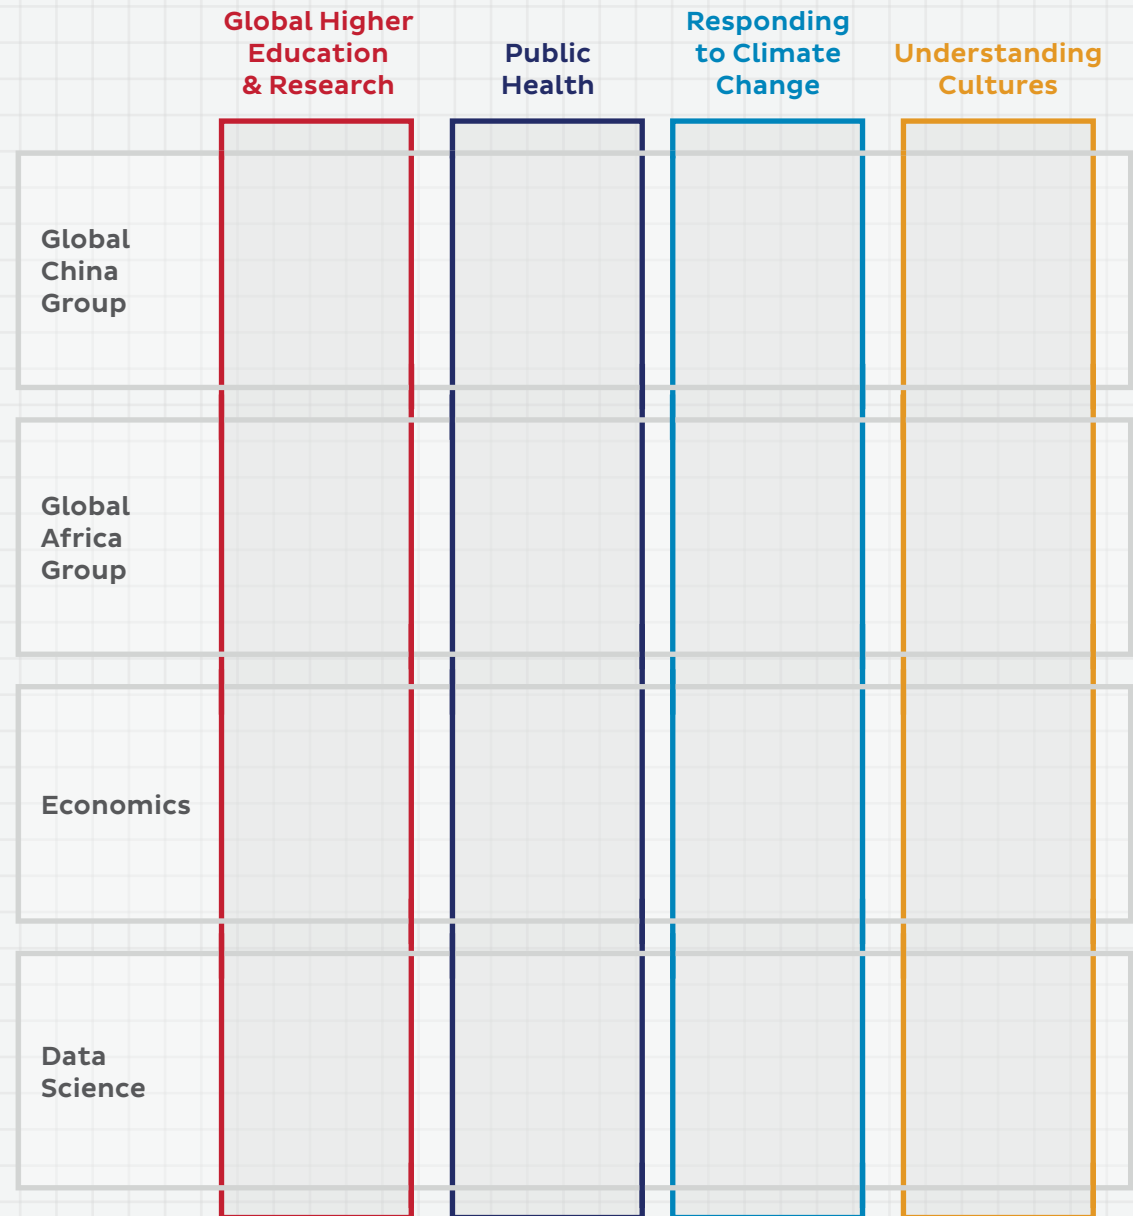 Global Higher
Education
& Research
Public
Health
Responding
to Climate
Change
Understanding
Cultures
Global
China
Group
Global
Africa
Group
Economics
Data
Science